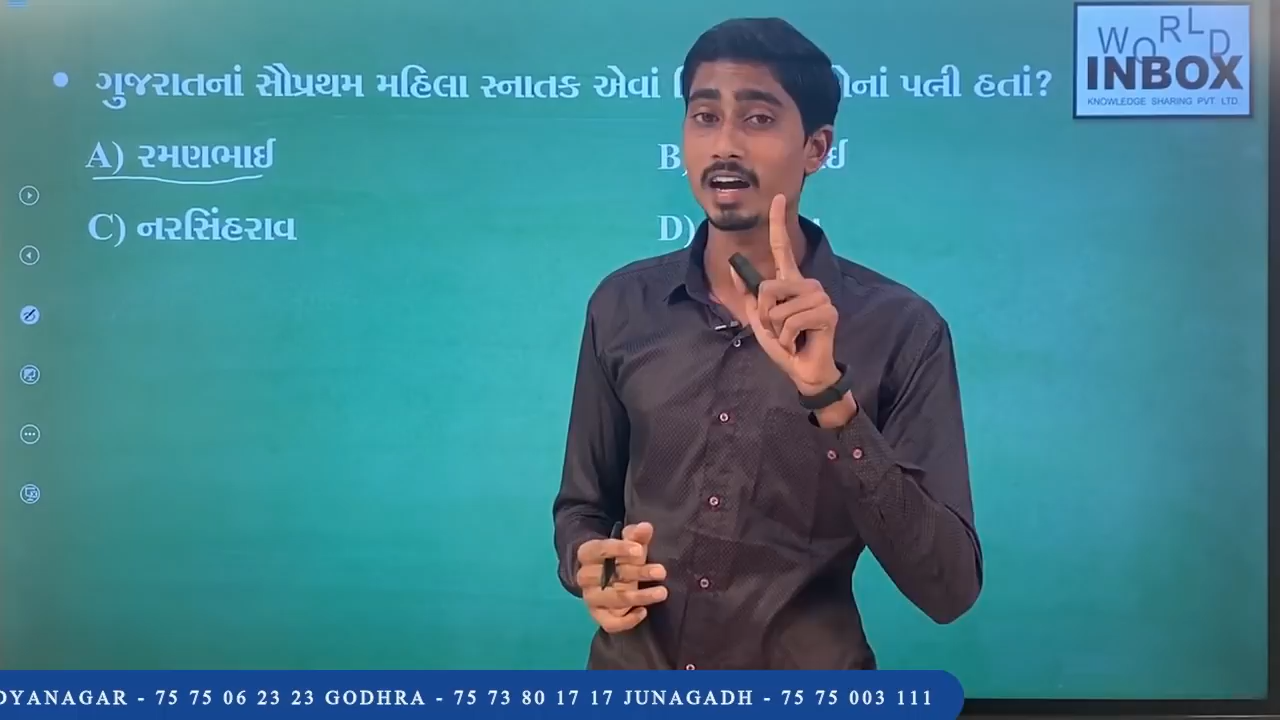 WORLD
INBOX
KNOWLEDGE SHARING PVT. LTD.
• ગુજરાતનાં સૌપ્રથમ મહિલા સ્નાતક એવાં પત્ની હતાં?
A) રમણભાઈ B)
C) નરસિંહરાવ D)
DYANAGAR - 75 75 06 23 23 GODHRA - 75 73 80 17 17 JUNAGADH - 75 75 003 111